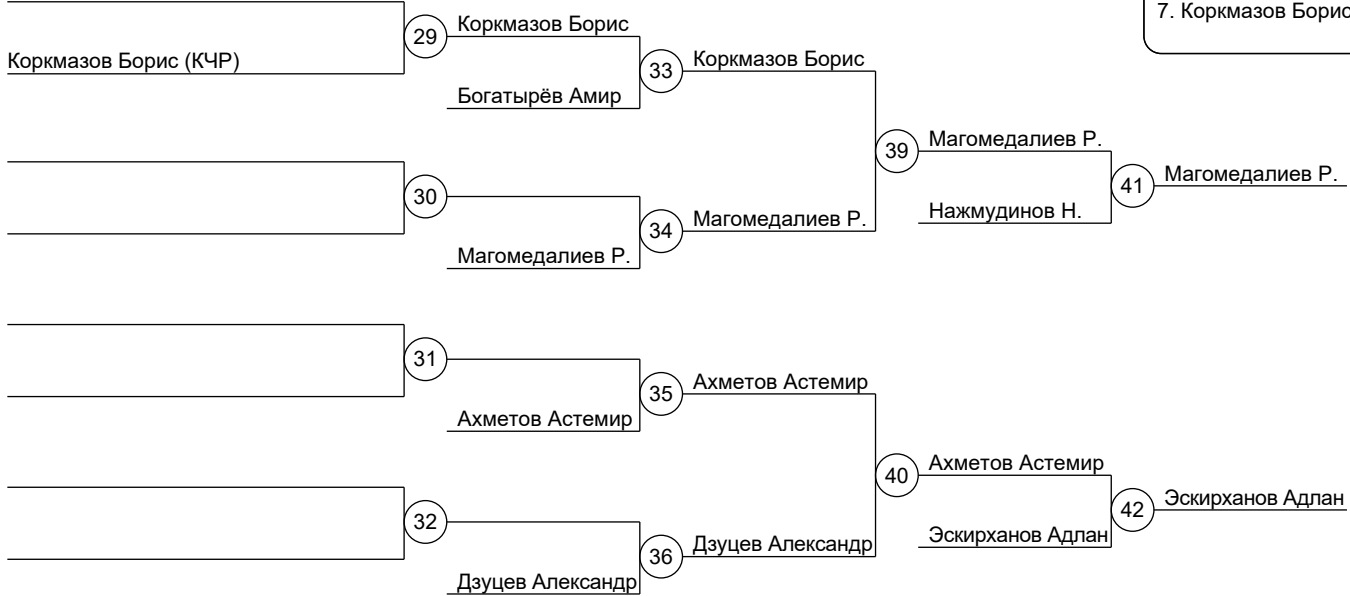 7. Коркмазов Борис
29
Коркмазов Борис
Коркмазов Борис (КЧР)
33
Коркмазов Борис
Богатырёв Амир
39
Магомедалиев Р.
41
Магомедалиев Р.
30
Нажмудинов Н.
34
Магомедалиев Р.
Магомедалиев Р.
31
35
Ахметов Астемир
Ахметов Астемир
40
Ахметов Астемир
42
Эскирханов Адлан
32
Эскирханов Адлан
36
Дзуцев Александр
Дзуцев Александр